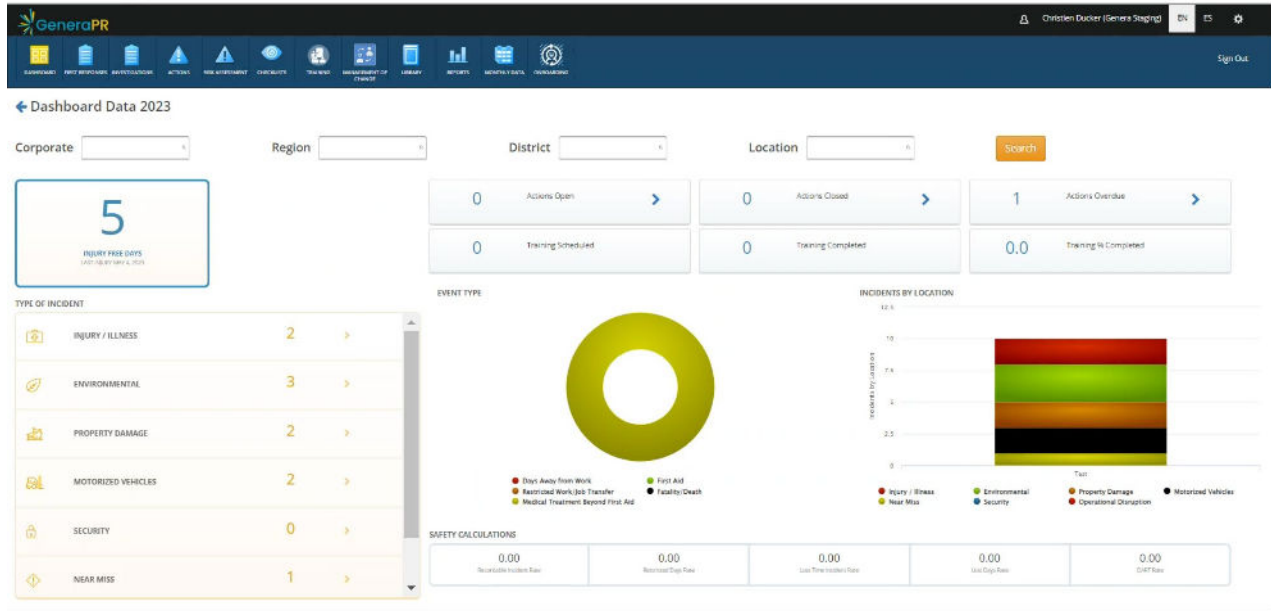 GeneraPR
Christien Ducker (Genera Staging) EN ES
DASHBOARD FIRST RESPONSES INVESTIGATIONS ACTIONS RISK ASSESSMENT CHECKLISTS TRAINING MANAGEMENT OF CHANGE LIBRARY REPORTS MONTHLY DATA ONBOARDING
Sign Out
Dashboard Data 2023
Corporate Region District Location Search
5
INJURY FREE DAYS
LAST INJURY MAY 4, 2023
0 Actions Open 0 Actions Closed 1 Actions Overdue
0 Training Scheduled 0 Training Completed 0.0 Training % Completed
TYPE OF INCIDENT
INJURY / ILLNESS 2
ENVIRONMENTAL 3
PROPERTY DAMAGE 2
MOTORIZED VEHICLES 2
SECURITY 0
NEAR MISS 1
EVENT TYPE
Days Away from Work First Aid
Restricted Work/Job Transfer Fatality/Death
Medical Treatment Beyond First Aid
INCIDENTS BY LOCATION
Incidents by Location
12.5
10
7.5
5
2.5
0
Test
Injury / Illness Environmental Property Damage Motorized Vehicles
Near Miss Security Operational Disruption
SAFETY CALCULATIONS
0.00 0.00 0.00 0.00 0.00
Recordable Incident Rate Restricted Days Rate Lost Time Incident Rate Lost Days Rate DART Rate